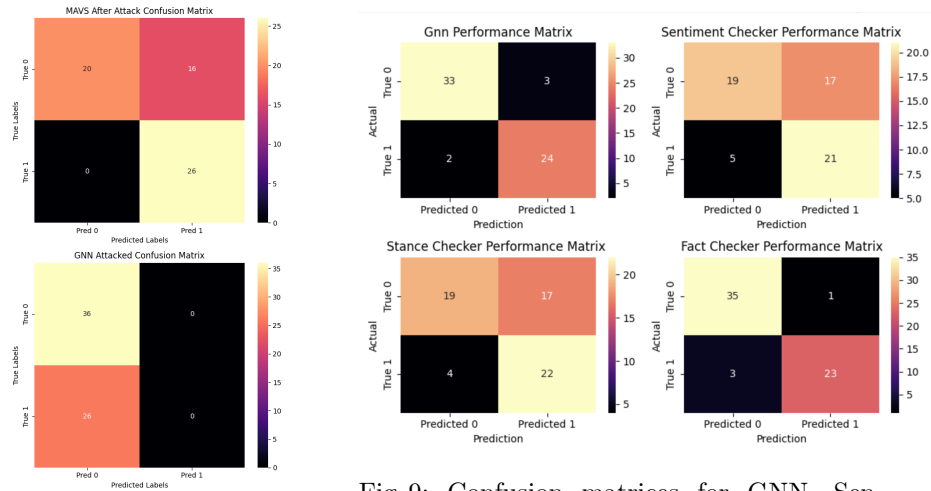 MAVS After Attack Confusion Matrix
True Labels
True 0
True 1
20 16
0 26
Pred 0 Pred 1
Predicted Labels
25
20
15
10
5
0
GNN Attacked Confusion Matrix
True Labels
True 0
True 1
36 0
26 0
Pred 0 Pred 1
Predicted Labels
35
30
25
20
15
10
5
0
Gnn Performance Matrix
Actual
True 0
True 1
33 3
2 24
Predicted 0 Predicted 1
Prediction
30
25
20
15
10
5
Sentiment Checker Performance Matrix
Actual
True 0
True 1
19 17
5 21
Predicted 0 Predicted 1
Prediction
20.0
17.5
15.0
12.5
10.0
7.5
5.0
Stance Checker Performance Matrix
Actual
True 0
True 1
19 17
4 22
Predicted 0 Predicted 1
Prediction
20
15
10
5
Fact Checker Performance Matrix
Actual
True 0
True 1
35 1
3 23
Predicted 0 Predicted 1
Prediction
35
30
25
20
15
10
5
Fig. 9: Confusion matrices for GNN, Sen-